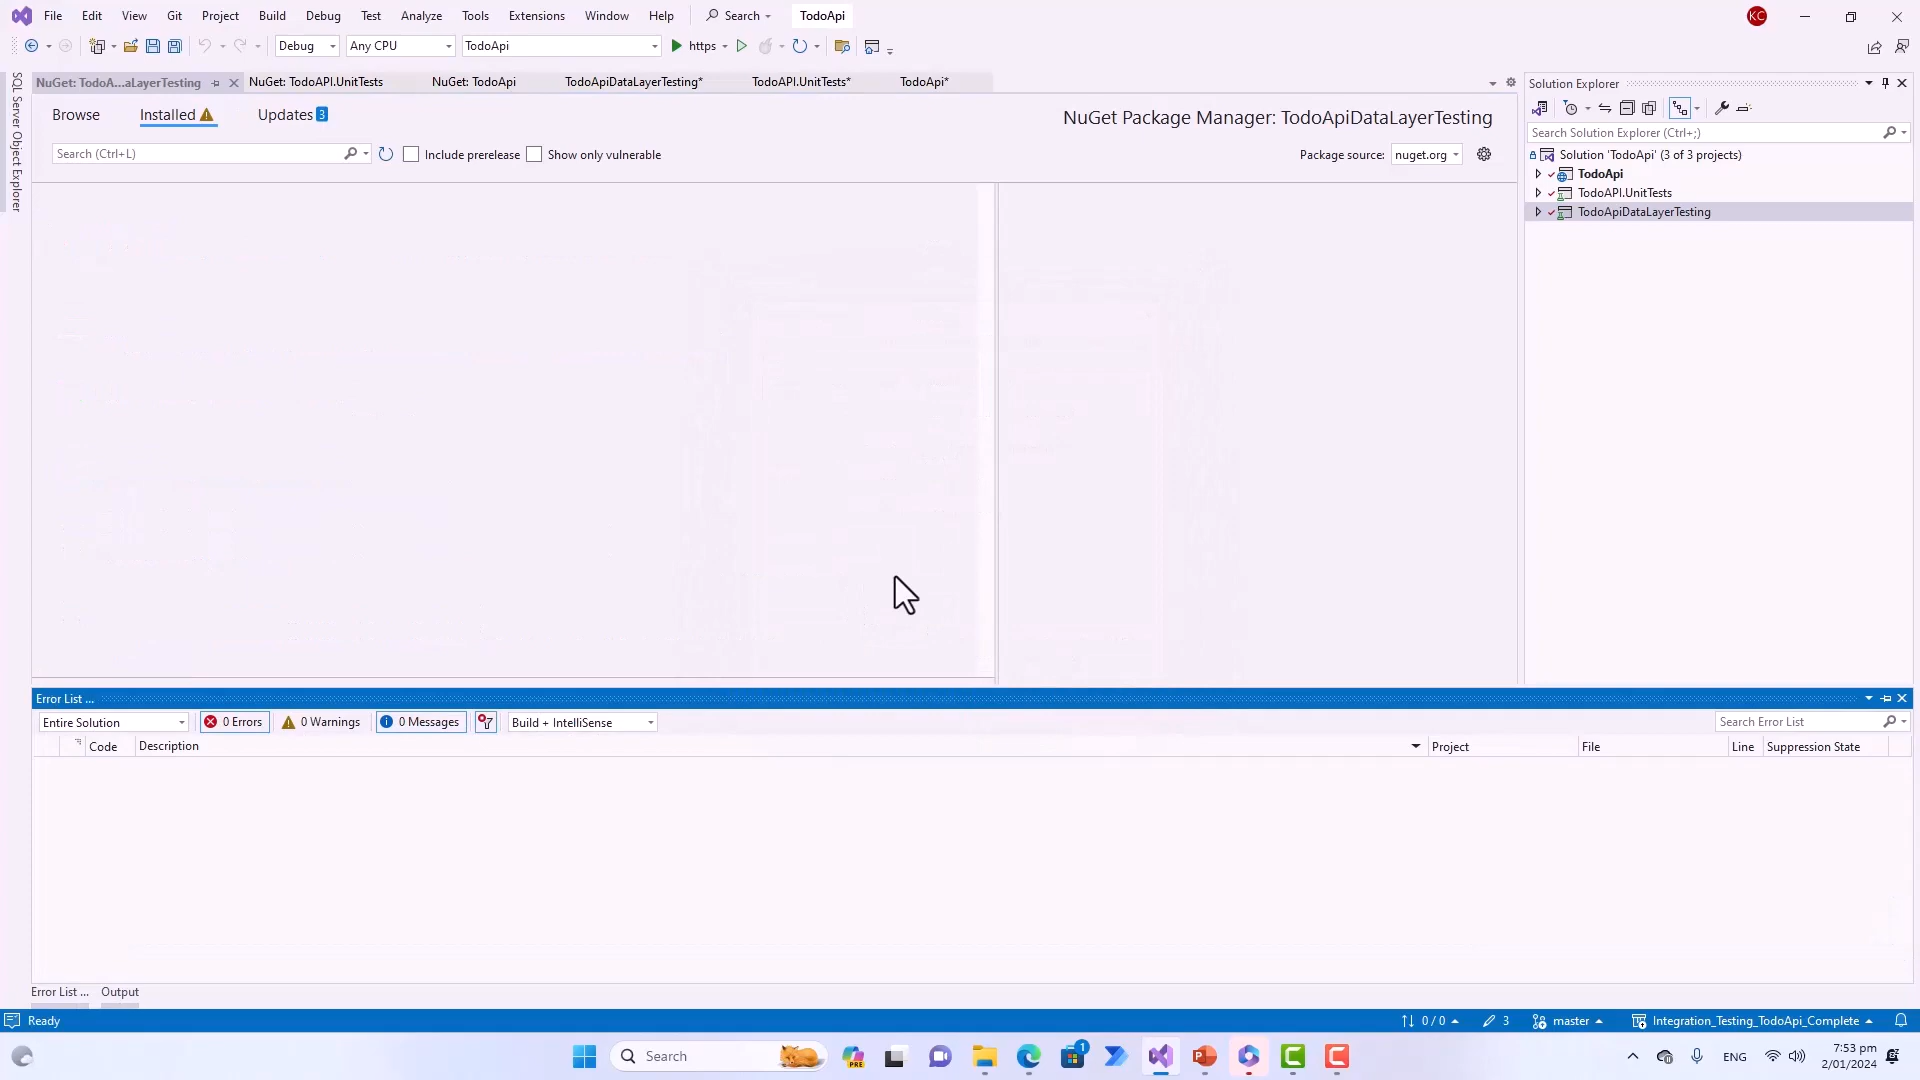 File Edit View Git Project Build Debug Test Analyze Tools Extensions Window Help Search TodoApi KC
Debug Any CPU TodoApi https
SQL Server Object Explorer
NuGet: TodoA...aLayerTesting NuGet: TodoAPI.UnitTests NuGet: TodoApi TodoApiDataLayerTesting* TodoAPI.UnitTests* TodoApi*
Browse Installed Updates 3
NuGet Package Manager: TodoApiDataLayerTesting
Search (Ctrl+L) Include prerelease Show only vulnerable Package source: nuget.org
Solution Explorer
Search Solution Explorer (Ctrl+;)
Solution 'TodoApi' (3 of 3 projects)
TodoApi
TodoAPI.UnitTests
TodoApiDataLayerTesting
Error List ...
Entire Solution 0 Errors 0 Warnings 0 Messages Build + IntelliSense Search Error List
Code Description Project File Line Suppression State
Error List ... Output
Ready 0 / 0 3 master Integration_Testing_TodoApi_Complete
Search PRE 1 ENG 7:53 pm
2/01/2024